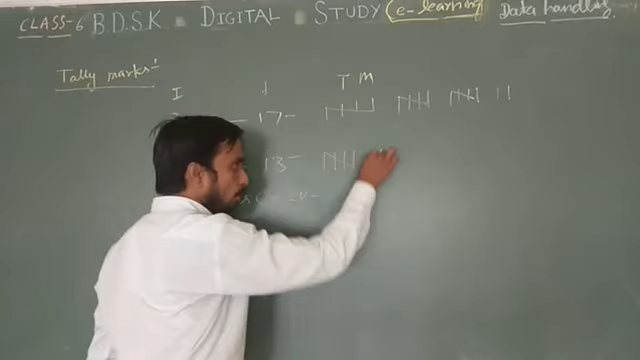 CLASS-6 B.D.S.K. DIGITAL STUDY (e-learning) Data handling.
Tally marks:-
I f T M
17-
13-